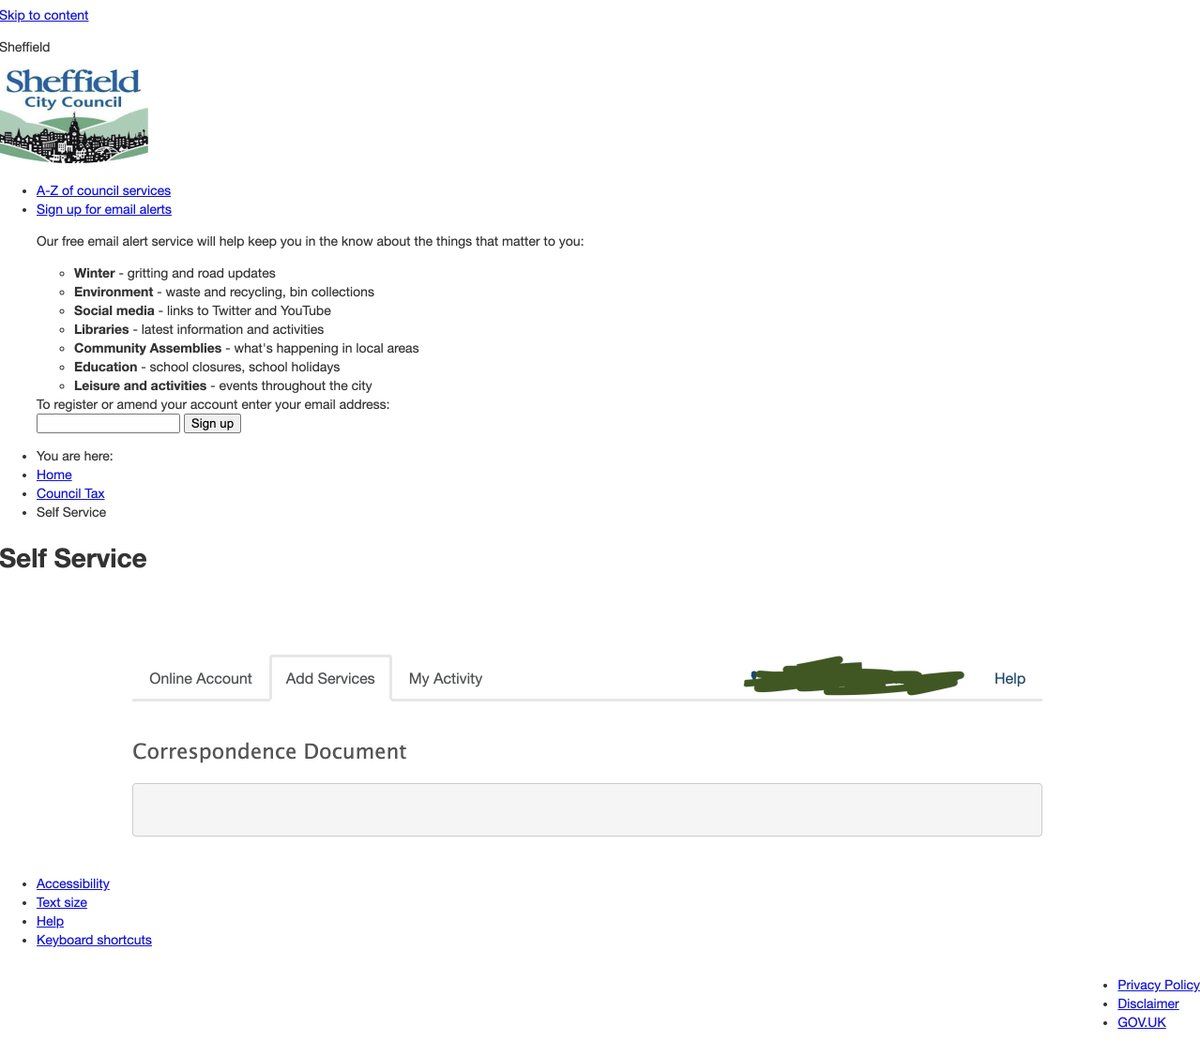 Skip to content
Sheffield
Sheffield
City Council
A-Z of council services
Sign up for email alerts
Our free email alert service will help keep you in the know about the things that matter to you:
Winter - gritting and road updates
Environment - waste and recycling, bin collections
Social media - links to Twitter and YouTube
Libraries - latest information and activities
Community Assemblies - what's happening in local areas
Education - school closures, school holidays
Leisure and activities - events throughout the city
To register or amend your account enter your email address:
Sign up
You are here:
Home
Council Tax
Self Service
Self Service
Online Account Add Services My Activity Help
Correspondence Document
Accessibility
Text size
Help
Keyboard shortcuts
Privacy Policy
Disclaimer
GOV.UK